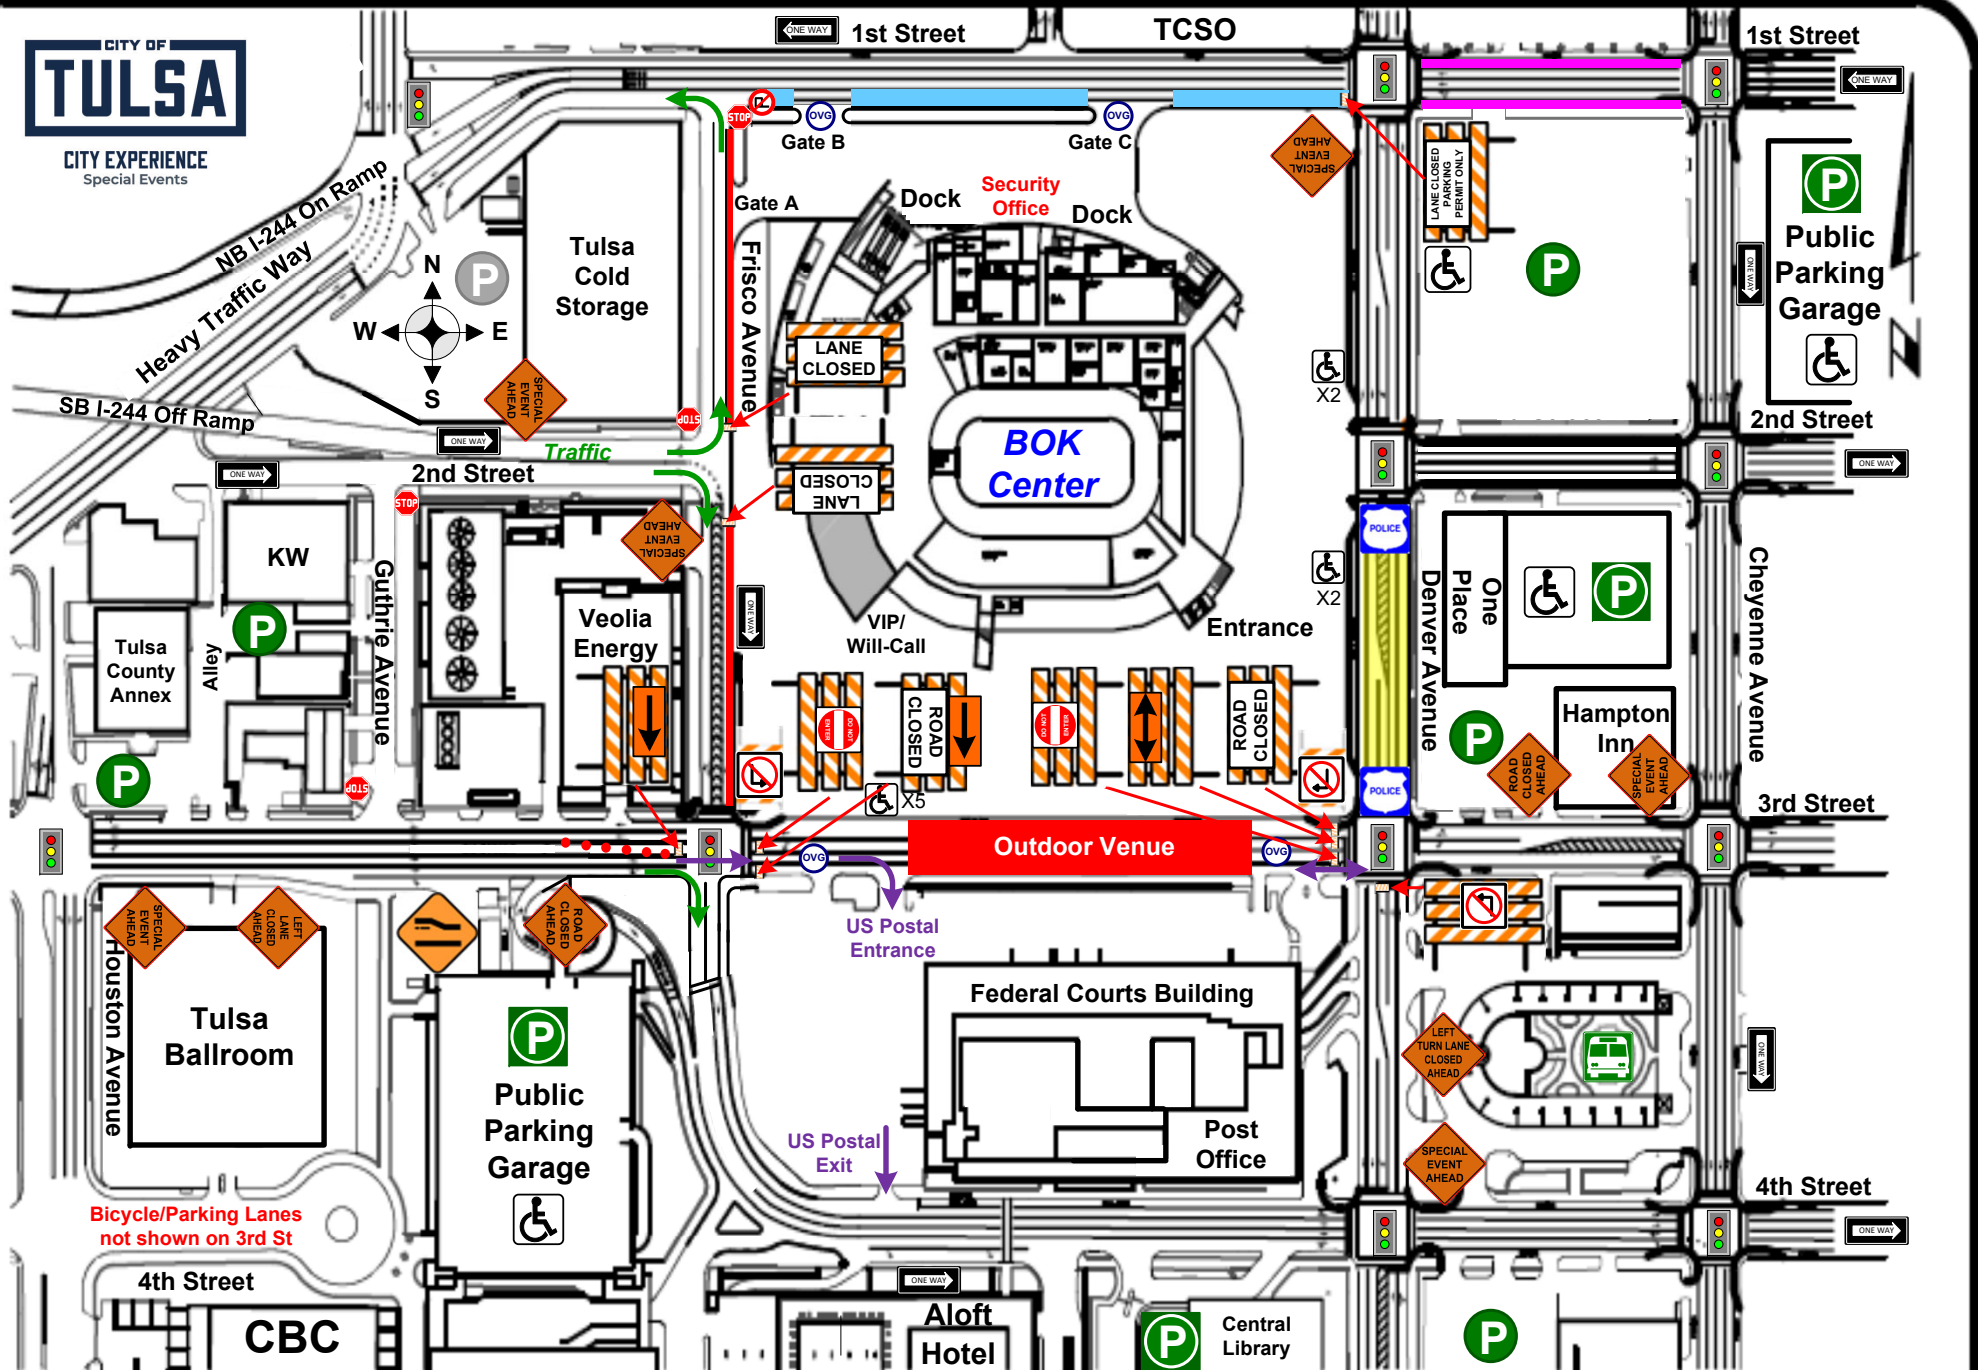 CITY OF
TULSA
CITY EXPERIENCE
Special Events
ONE WAY
1st Street
TCSO
1st Street
ONE WAY
STOP
OVG
OVG
Gate B
Gate C
SPECIAL
EVENT
AHEAD
LANE CLOSED
PARKING
PERMIT ONLY
P
Public
Parking
Garage
ONE WAY
NB I-244 On Ramp
Heavy Traffic Way
SB I-244 Off Ramp
N
W
E
S
P
Tulsa
Cold
Storage
Gate A
Frisco Avenue
Dock
Security
Office
Dock
P
LANE
CLOSED
X2
SPECIAL
EVENT
AHEAD
STOP
ONE WAY
Traffic
2nd Street
ONE WAY
STOP
2nd Street
ONE WAY
BOK
Center
LANE
CLOSED
SPECIAL
EVENT
AHEAD
POLICE
KW
Guthrie Avenue
P
Tulsa
County
Annex
Alley
Veolia
Energy
ONE WAY
VIP/
Will-Call
Entrance
X2
Denver Avenue
One
Place
P
Cheyenne Avenue
P
STOP
DO NOT
ENTER
ROAD
CLOSED
DO NOT
ENTER
ROAD
CLOSED
X5
POLICE
P
Hampton
Inn
ROAD
CLOSED
AHEAD
SPECIAL
EVENT
AHEAD
3rd Street
OVG
Outdoor Venue
OVG
US Postal
Entrance
SPECIAL
EVENT
AHEAD
LEFT
LANE
CLOSED
AHEAD
ROAD
CLOSED
AHEAD
Houston Avenue
Tulsa
Ballroom
P
Public
Parking
Garage
Federal Courts Building
Post
Office
US Postal
Exit
LEFT
TURN LANE
CLOSED
AHEAD
ONE WAY
SPECIAL
EVENT
AHEAD
4th Street
ONE WAY
Bicycle/Parking Lanes
not shown on 3rd St
4th Street
CBC
ONE WAY
Aloft
Hotel
P
Central
Library
P